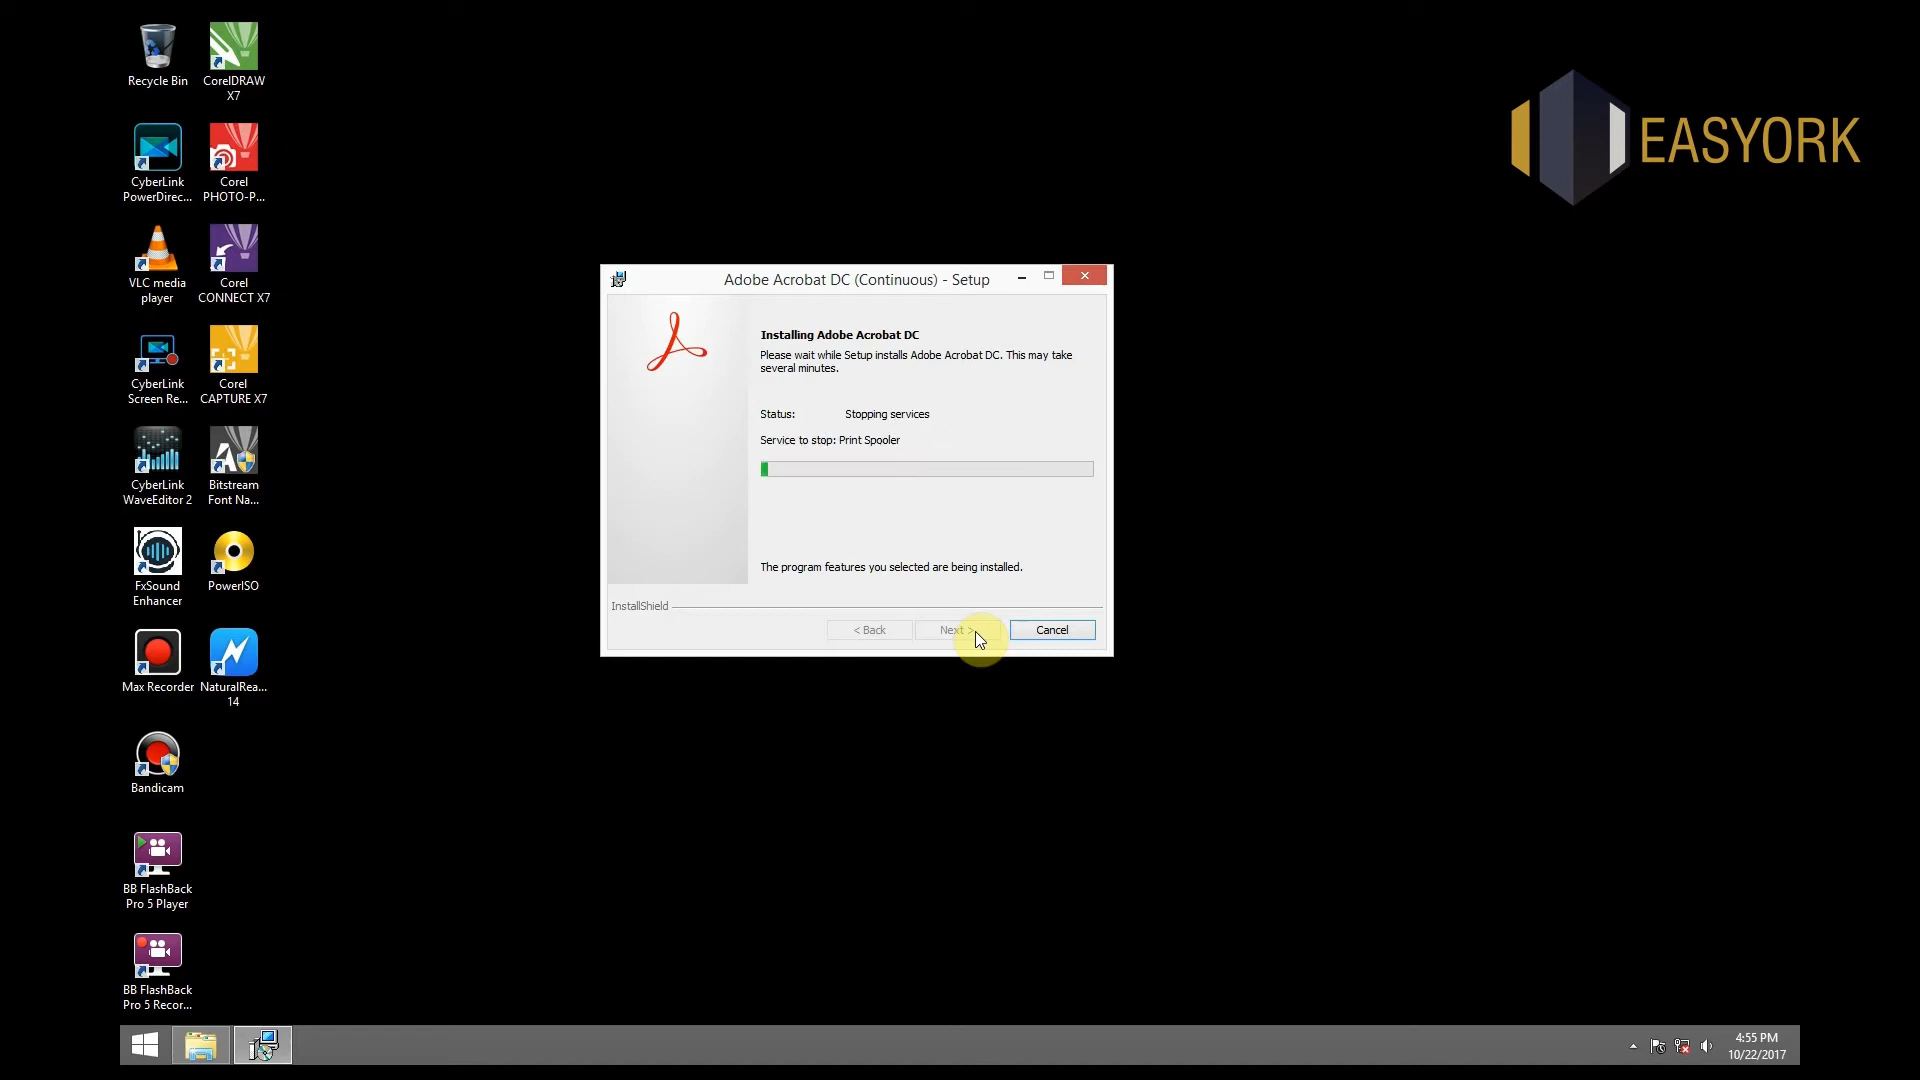 Recycle Bin
CorelDRAW
X7
CyberLink
PowerDirec...
Corel
PHOTO-P...
VLC media
player
Corel
CONNECT X7
CyberLink
Screen Re...
Corel
CAPTURE X7
CyberLink
WaveEditor 2
Bitstream
Font Na...
FxSound
Enhancer
PowerISO
Max Recorder
NaturalRea...
14
Bandicam
BB FlashBack
Pro 5 Player
BB FlashBack
Pro 5 Recor...
EASYORK
Adobe Acrobat DC (Continuous) - Setup
Installing Adobe Acrobat DC
Please wait while Setup installs Adobe Acrobat DC. This may take
several minutes.
Status: Stopping services
Service to stop: Print Spooler
The program features you selected are being installed.
InstallShield
< Back
Next >
Cancel
4:55 PM
10/22/2017